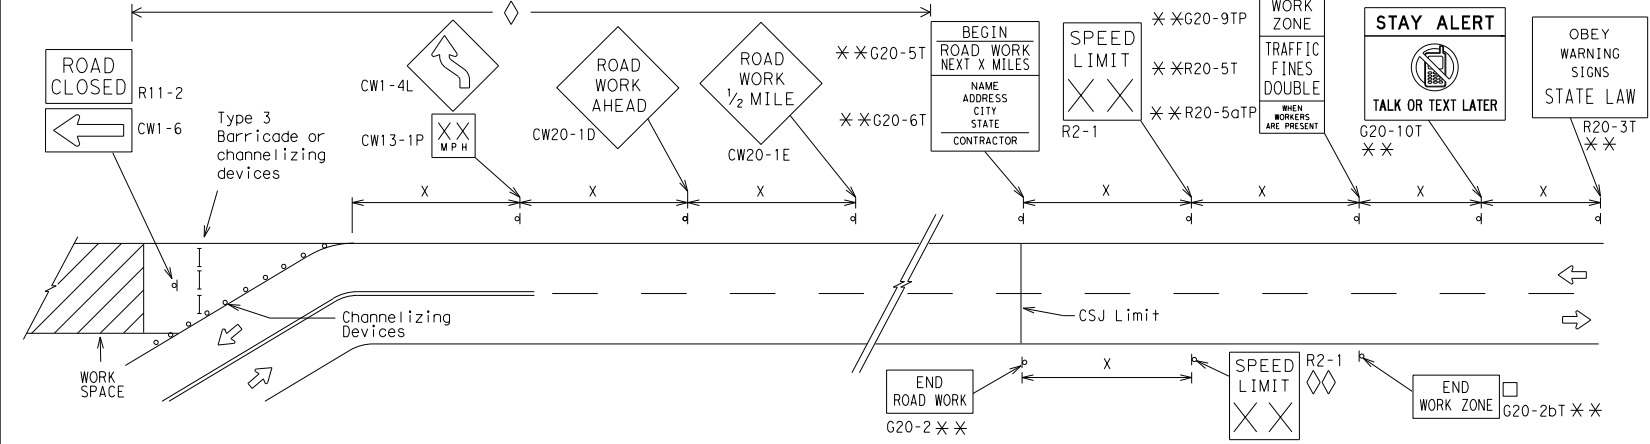 ROAD
CLOSED
R11-2
CW1-6
Type 3
Barricade or
channelizing
devices
CW1-4L
CW13-1P
XX
MPH
ROAD
WORK
AHEAD
CW20-1D
ROAD
WORK
1/2 MILE
CW20-1E
**G20-5T
**G20-6T
BEGIN
ROAD WORK
NEXT X MILES
NAME
ADDRESS
CITY
STATE
CONTRACTOR
SPEED
LIMIT
XX
R2-1
**G20-9TP
**R20-5T
**R20-5aTP
WORK
ZONE
TRAFFIC
FINES
DOUBLE
WHEN
WORKERS
ARE PRESENT
STAY ALERT
TALK OR TEXT LATER
G20-10T
**
OBEY
WARNING
SIGNS
STATE LAW
R20-3T
**
X X X X X X X
Channelizing
Devices
CSJ Limit
WORK
SPACE
X
END
ROAD WORK
G20-2 **
SPEED
LIMIT
XX
R2-1
END
WORK ZONE
G20-2bT **